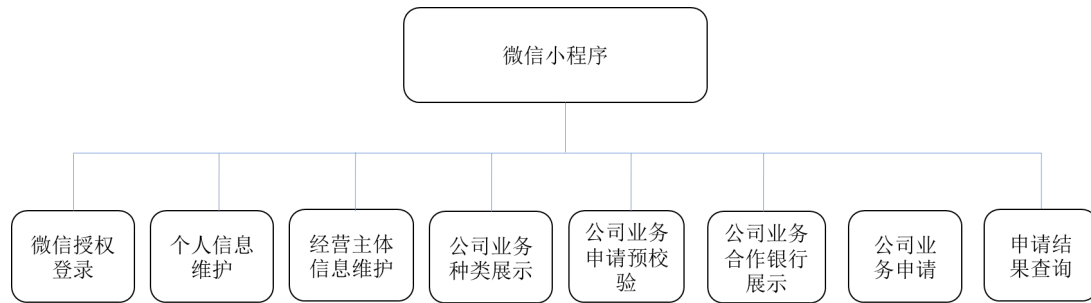 微信小程序
微信授权
登录
个人信息
维护
经营主体
信息维护
公司业务
种类展示
公司业务
申请预校
验
公司业务
合作银行
展示
公司业
务申请
申请结
果查询